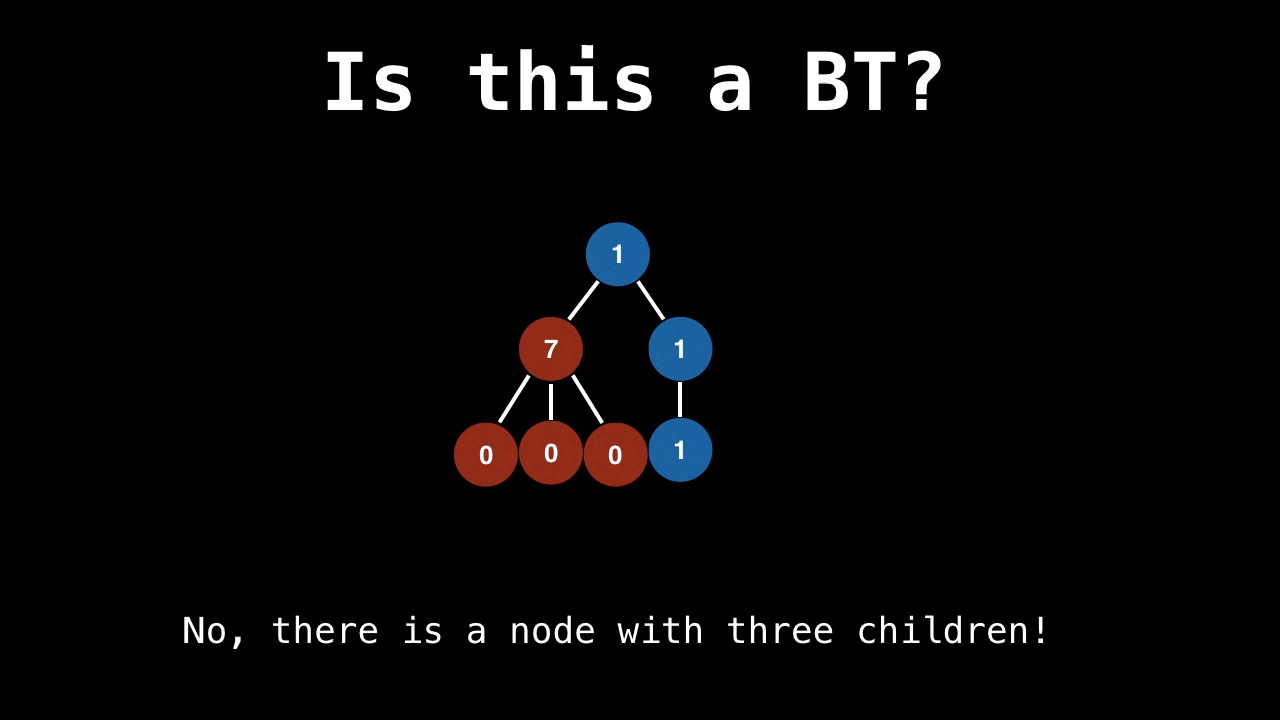 Is this a BT?
1
7 1
0 0 0 1
No, there is a node with three children!